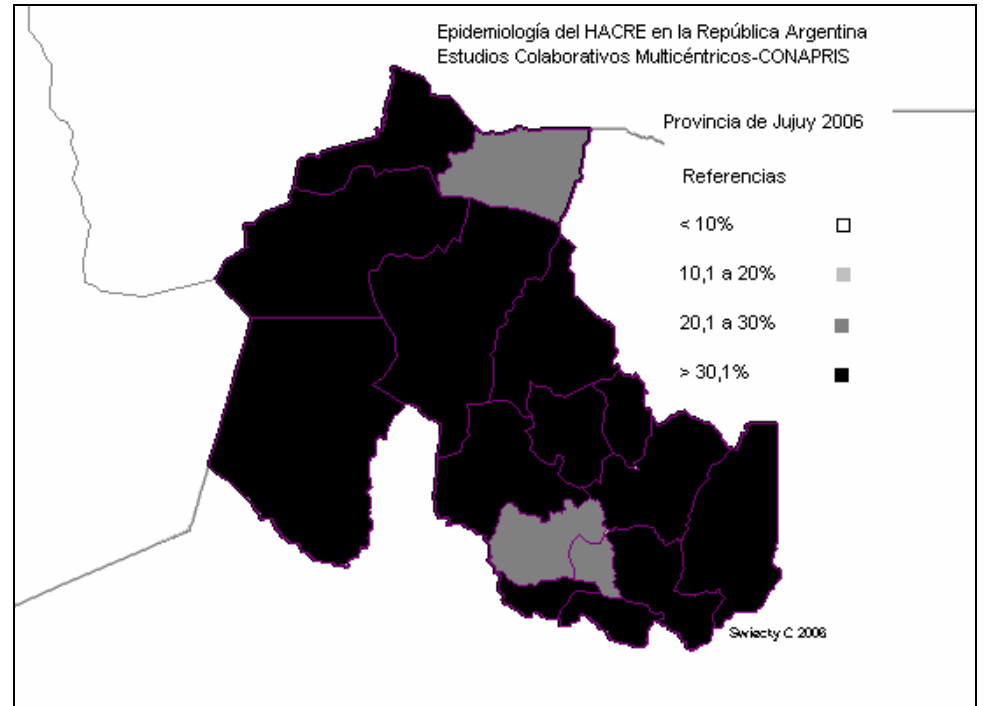 Epidemiología del HACRE en la República Argentina
Estudios Colaborativos Multicéntricos-CONAPRIS
Provincia de Jujuy 2006
Referencias
< 10%
10,1 a 20%
20,1 a 30%
> 30,1%
Swiecty C 2006